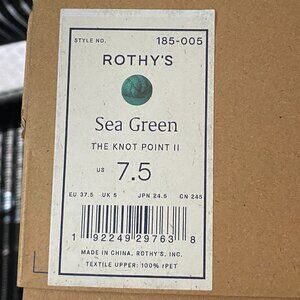 STYLE NO. 185-005
ROTHY'S
Sea Green
THE KNOT POINT II
US 7.5
EU 37.5 UK 5 JPN 24.5 CN 245
1 92249 29763 8
MADE IN CHINA, ROTHY'S, INC.
TEXTILE UPPER: 100% rPET